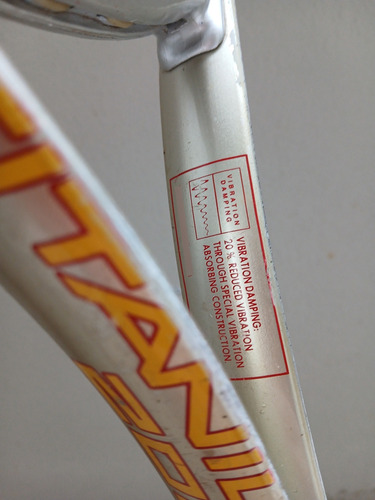 VIBRATION
DAMPING
VIBRATION DAMPING:
20 % REDUCED VIBRATION
THROUGH SPECIAL VIBRATION
ABSORBING CONSTRUCTION